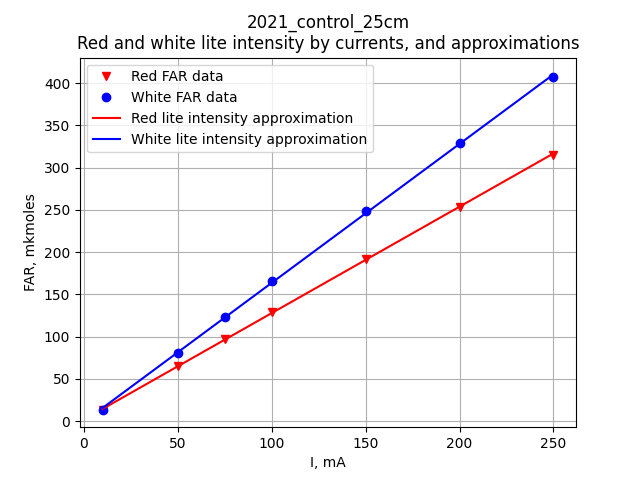 2021_control_25cm
Red and white lite intensity by currents, and approximations
Red FAR data
White FAR data
Red lite intensity approximation
White lite intensity approximation
FAR, mkmoles
400
350
300
250
200
150
100
50
0
0 50 100 150 200 250
I, mA